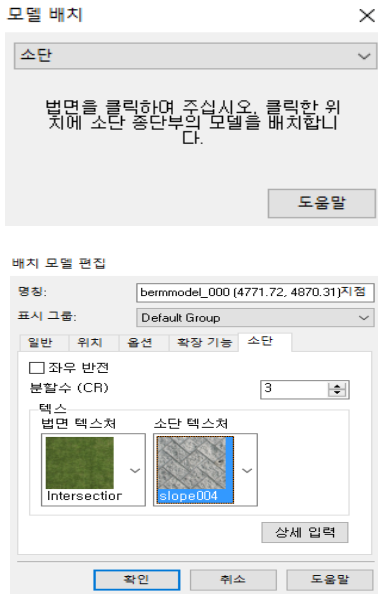 모델 배치
소단
법면을 클릭하며 주십시오, 클릭한 위
치에 소단 종단부의 모델을 배치합니
다.
도움말
배치 모델 편집
명칭: bermmodel_000 (4771.72, 4870.31)지점
표시 그룹: Default Group
일반 위치 옵션 확장 기능 소단
좌우 반전
분할수 (CR) 3
텍스
법면 텍스쳐 소단 텍스쳐
Intersection slope004
상세 입력
확인 취소 도움말